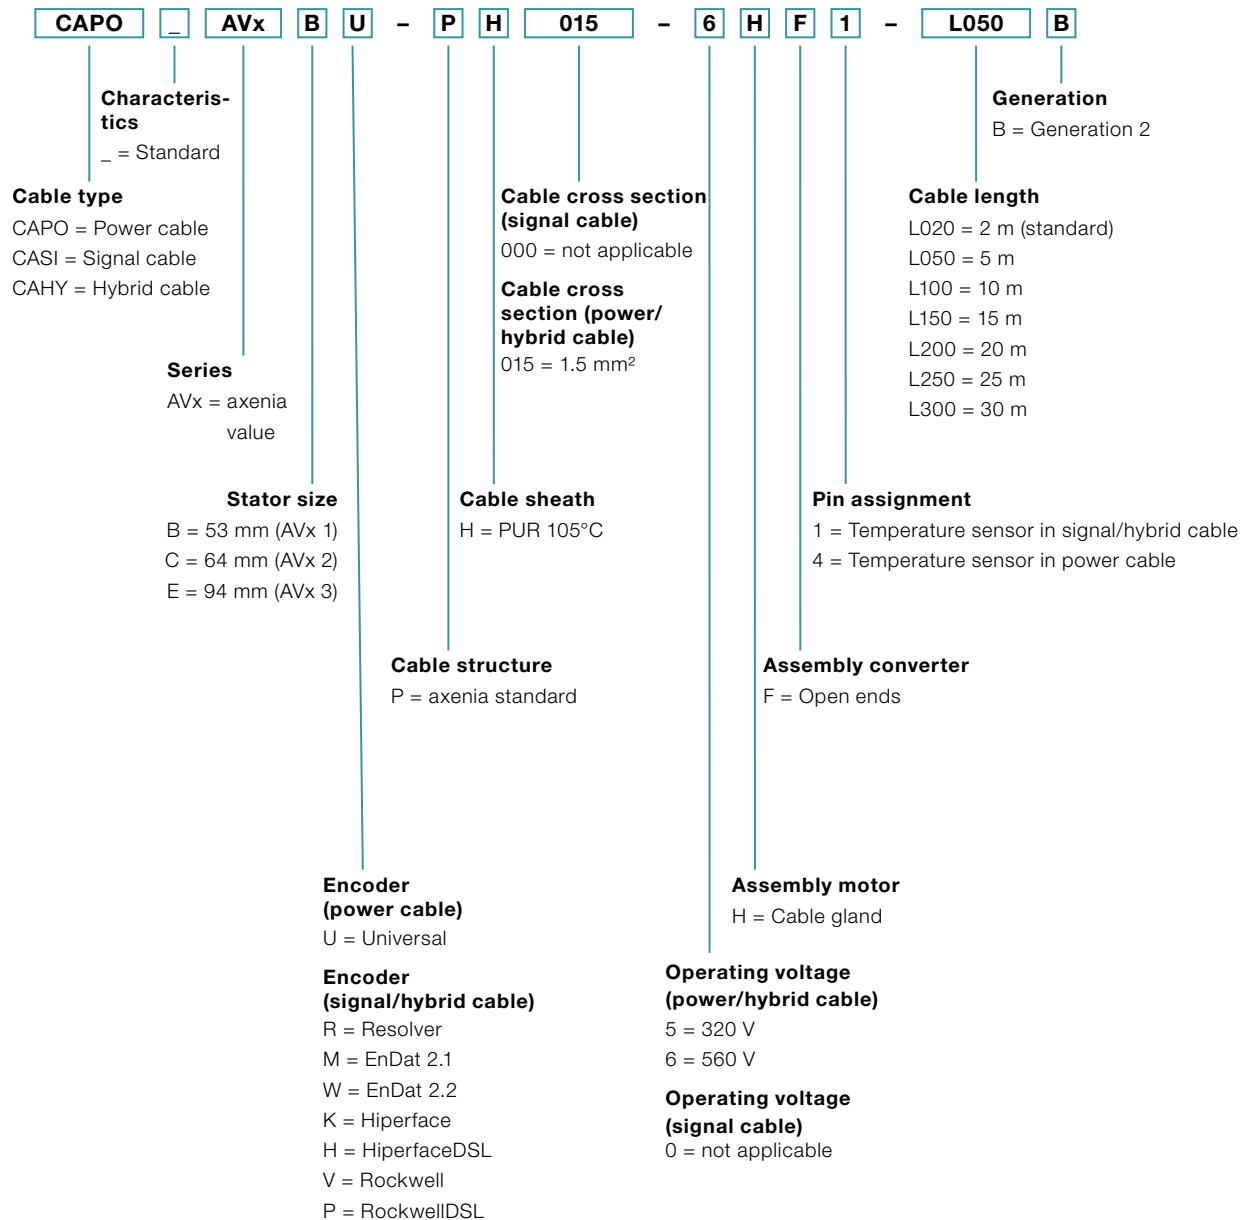 CAPO _ AVx B U – P H 015 – 6 H F 1 – L050 B
Characteris-
tics
_ = Standard
Generation
B = Generation 2
Cable type
CAPO = Power cable
CASI = Signal cable
CAHY = Hybrid cable
Cable cross section
(signal cable)
000 = not applicable
Cable cross
section (power/
hybrid cable)
015 = 1.5 mm²
Cable length
L020 = 2 m (standard)
L050 = 5 m
L100 = 10 m
L150 = 15 m
L200 = 20 m
L250 = 25 m
L300 = 30 m
Series
AVx = axenia
value
Stator size
B = 53 mm (AVx 1)
C = 64 mm (AVx 2)
E = 94 mm (AVx 3)
Cable sheath
H = PUR 105°C
Pin assignment
1 = Temperature sensor in signal/hybrid cable
4 = Temperature sensor in power cable
Cable structure
P = axenia standard
Assembly converter
F = Open ends
Encoder
(power cable)
U = Universal
Encoder
(signal/hybrid cable)
R = Resolver
M = EnDat 2.1
W = EnDat 2.2
K = Hiperface
H = HiperfaceDSL
V = Rockwell
P = RockwellDSL
Assembly motor
H = Cable gland
Operating voltage
(power/hybrid cable)
5 = 320 V
6 = 560 V
Operating voltage
(signal cable)
0 = not applicable